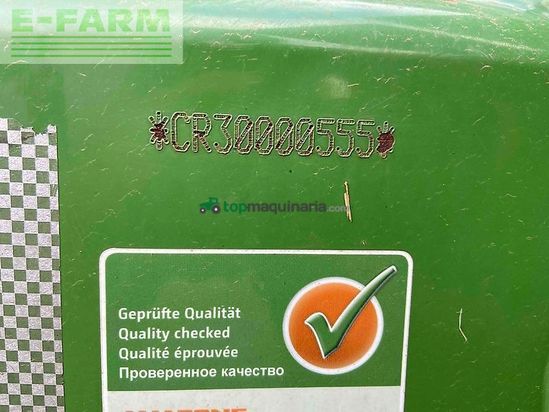 E-FARM
*CR30000555*
topmaquinaria.com
Geprüfte Qualität
Quality checked
Qualité éprouvée
Проверенное качество